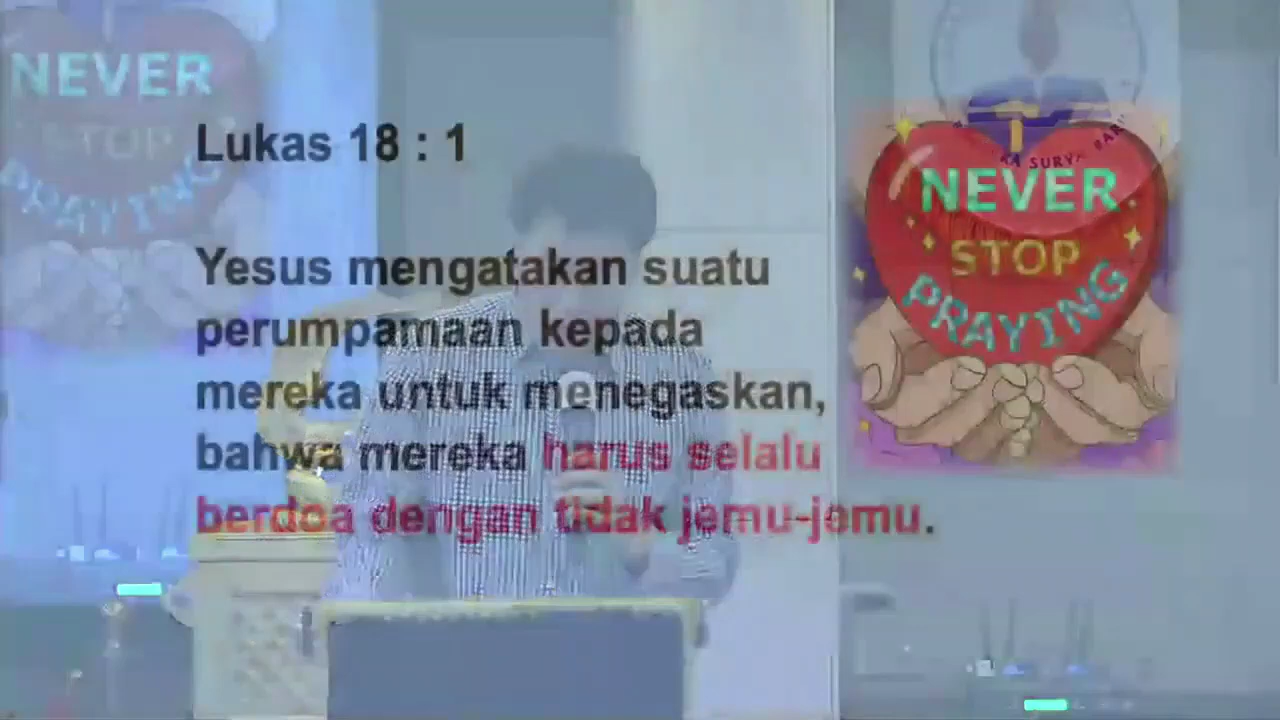 NEVER
STOP
PRAYING
Lukas 18 : 1
Yesus mengatakan suatu
perumpamaan kepada
mereka untuk menegaskan,
bahwa mereka harus selalu
berdoa dengan tidak jemu-jemu.
NEVER
STOP
PRAYING